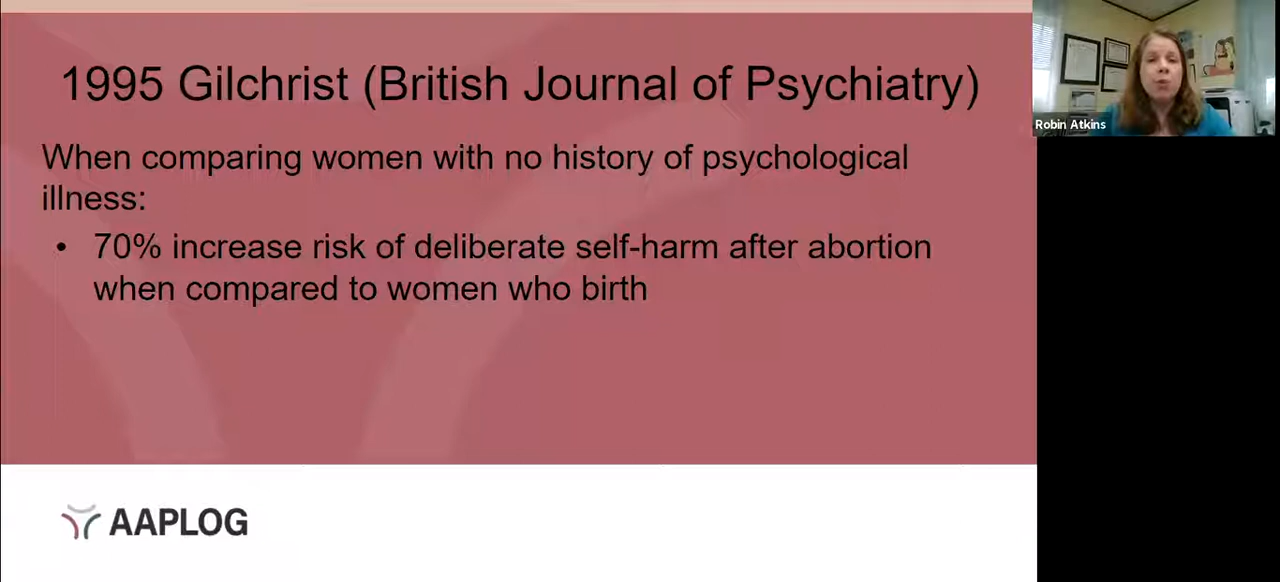 1995 Gilchrist (British Journal of Psychiatry)
When comparing women with no history of psychological
illness:
• 70% increase risk of deliberate self-harm after abortion
when compared to women who birth
AAPLOG
Robin Atkins